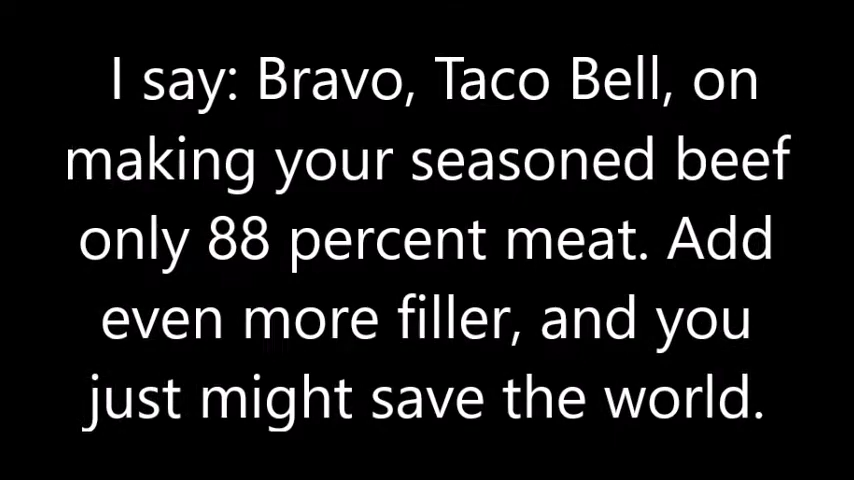 I say: Bravo, Taco Bell, on
making your seasoned beef
only 88 percent meat. Add
even more filler, and you
just might save the world.